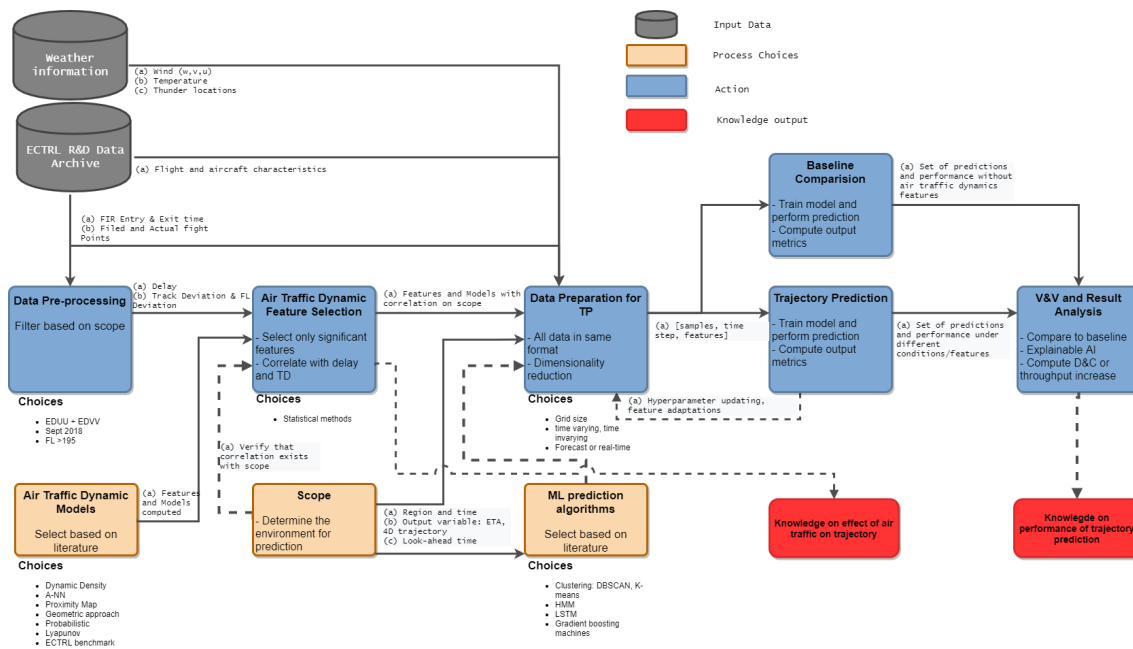 Input Data
Process Choices
Action
Knowledge output
Weather
information
(a) Wind (w,v,u)
(b) Temperature
(c) Thunder locations
ECTRL R&D Data
Archive
(a) Flight and aircraft characteristics
(a) FIR Entry & Exit time
(b) Filed and Actual fight
Points
Baseline
Comparision
- Train model and
perform prediction
- Compute output
metrics
(a) Set of predictions
and performance without
air traffic dynamics
features
Data Pre-processing
Filter based on scope
Choices
• EDUU + EDVV
• Sept 2018
• FL >195
(a) Delay
(b) Track Deviation & FL
Deviation
Air Traffic Dynamic
Feature Selection
- Select only significant
features
- Correlate with delay
and TD
Choices
• Statistical methods
(a) Features and Models with
correlation on scope
Data Preparation for
TP
- All data in same
format
- Dimensionality
reduction
Choices
• Grid size
• time varying, time
invarying
• Forecast or real-time
(a) [samples, time
step, features]
Trajectory Prediction
- Train model and
perform prediction
- Compute output
metrics
(a) Hyperparameter updating,
feature adaptations
(a) Set of predictions
and performance under
different
conditions/features
V&V and Result
Analysis
- Compare to baseline
- Explainable AI
- Compute D&C or
throughput increase
(a) Verify that
correlation exists
with scope
Air Traffic Dynamic
Models
Select based on
literature
Choices
• Dynamic Density
• A-NN
• Proximity Map
• Geometric approach
• Probabilistic
• Lyapunov
• ECTRL benchmark
(a) Features
and Models
computed
Scope
- Determine the
environment for
prediction
(a) Region and time
(b) Output variable: ETA,
4D trajectory
(c) Look-ahead time
ML prediction
algorithms
Select based on
literature
Choices
• Clustering: DBSCAN, K-
means
• HMM
• LSTM
• Gradient boosting
machines
Knowledge on effect of air
traffic on trajectory
Knowlegde on
performance of trajectory
prediction